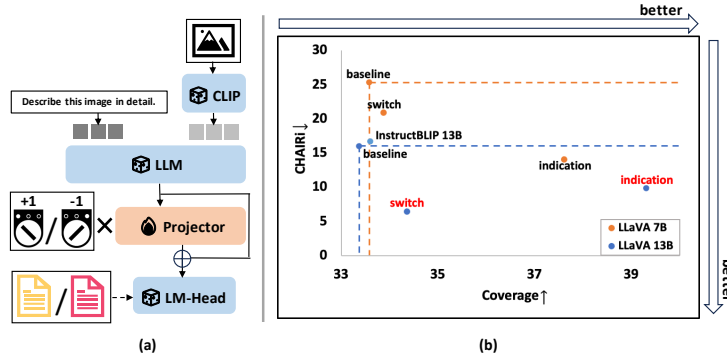 CLIP
Describe this image in detail.
LLM
+1 -1
/ × Projector
/ LM-Head
(a)
better
30
25
20
15
10
5
0
CHAIRi↓
baseline
switch
InstructBLIP 13B
baseline
indication
indication
switch
LLaVA 7B
LLaVA 13B
33 35 37 39
Coverage↑
better
(b)